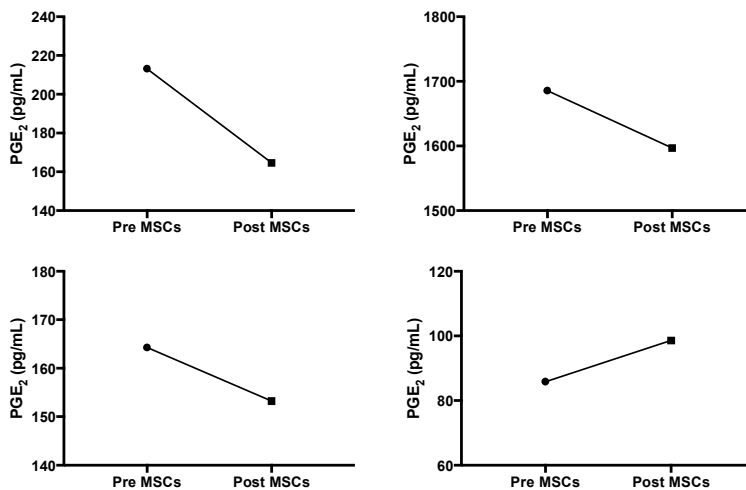 PGE₂ (pg/mL)
240
220
200
180
160
140
Pre MSCs Post MSCs
PGE₂ (pg/mL)
1800
1700
1600
1500
Pre MSCs Post MSCs
PGE₂ (pg/mL)
180
170
160
150
140
Pre MSCs Post MSCs
PGE₂ (pg/mL)
120
100
80
60
Pre MSCs Post MSCs